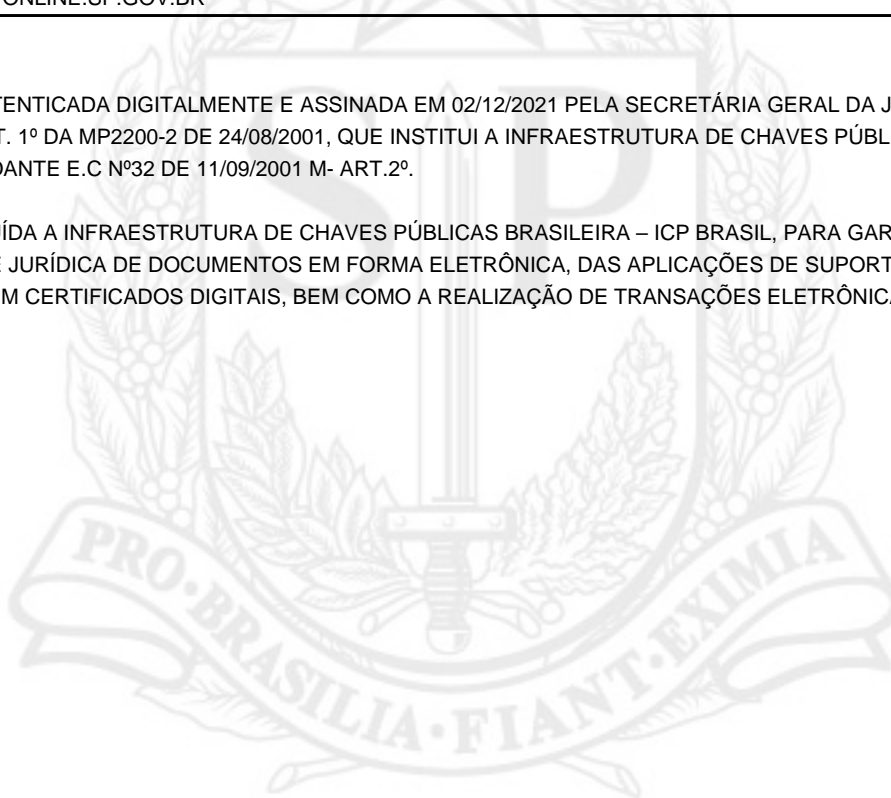 ONLINE.SP.GOV.BR
TENTICADA DIGITALMENTE E ASSINADA EM 02/12/2021 PELA SECRETÁRIA GERAL DA J
T. 1º DA MP2200-2 DE 24/08/2001, QUE INSTITUI A INFRAESTRUTURA DE CHAVES PÚBL
DANTE E.C Nº32 DE 11/09/2001 M- ART.2º.
UÍDA A INFRAESTRUTURA DE CHAVES PÚBLICAS BRASILEIRA – ICP BRASIL, PARA GAR
E JURÍDICA DE DOCUMENTOS EM FORMA ELETRÔNICA, DAS APLICAÇÕES DE SUPORT
M CERTIFICADOS DIGITAIS, BEM COMO A REALIZAÇÃO DE TRANSAÇÕES ELETRÔNICA
SP
PRO·BRASILIA·FIANT·EXIMIA